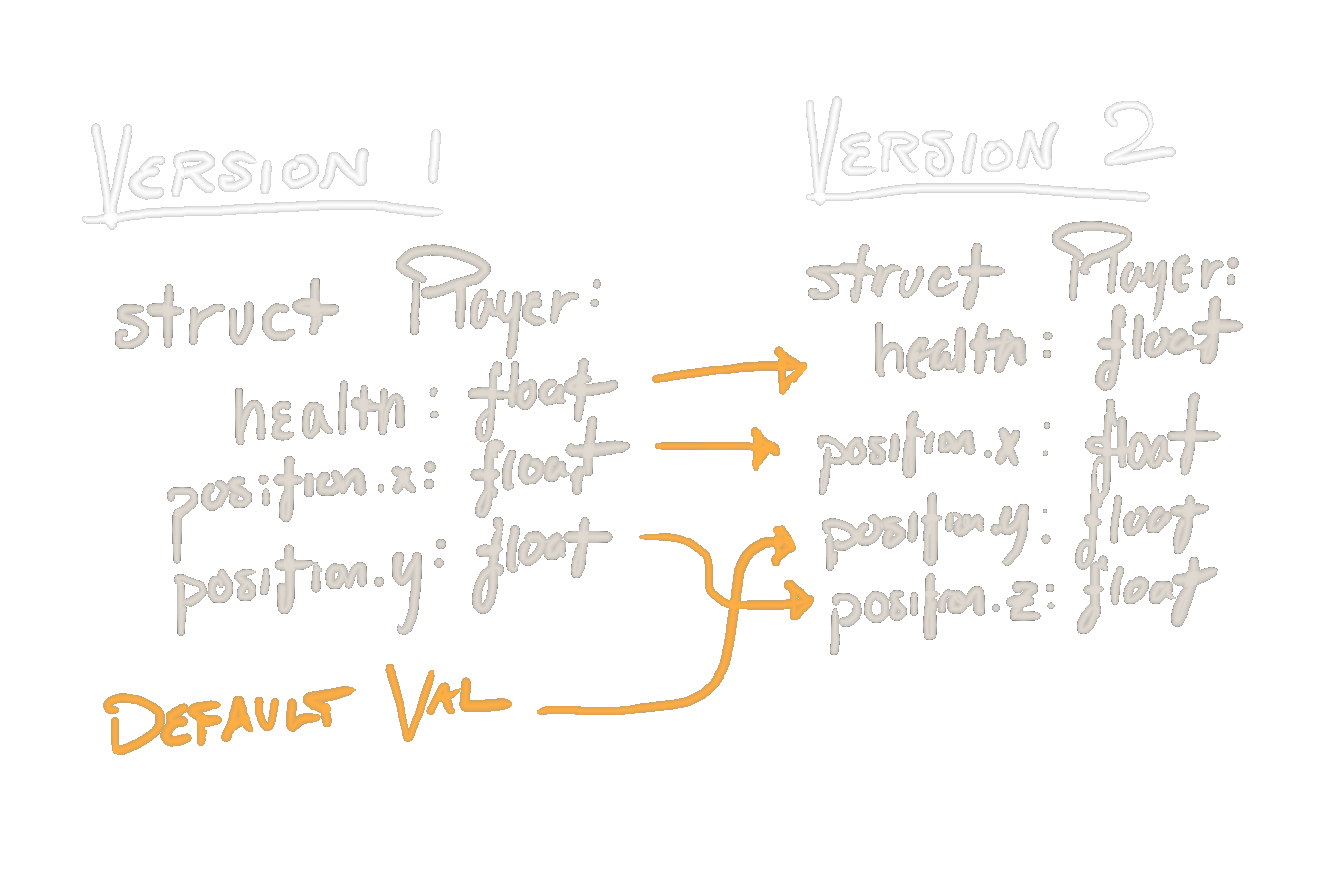 VERSION 1
struct Player:
health: float
position.x: float
position.y: float
DEFAULT VAL
VERSION 2
struct Player:
health: float
position.x: float
position.y: float
position.z: float